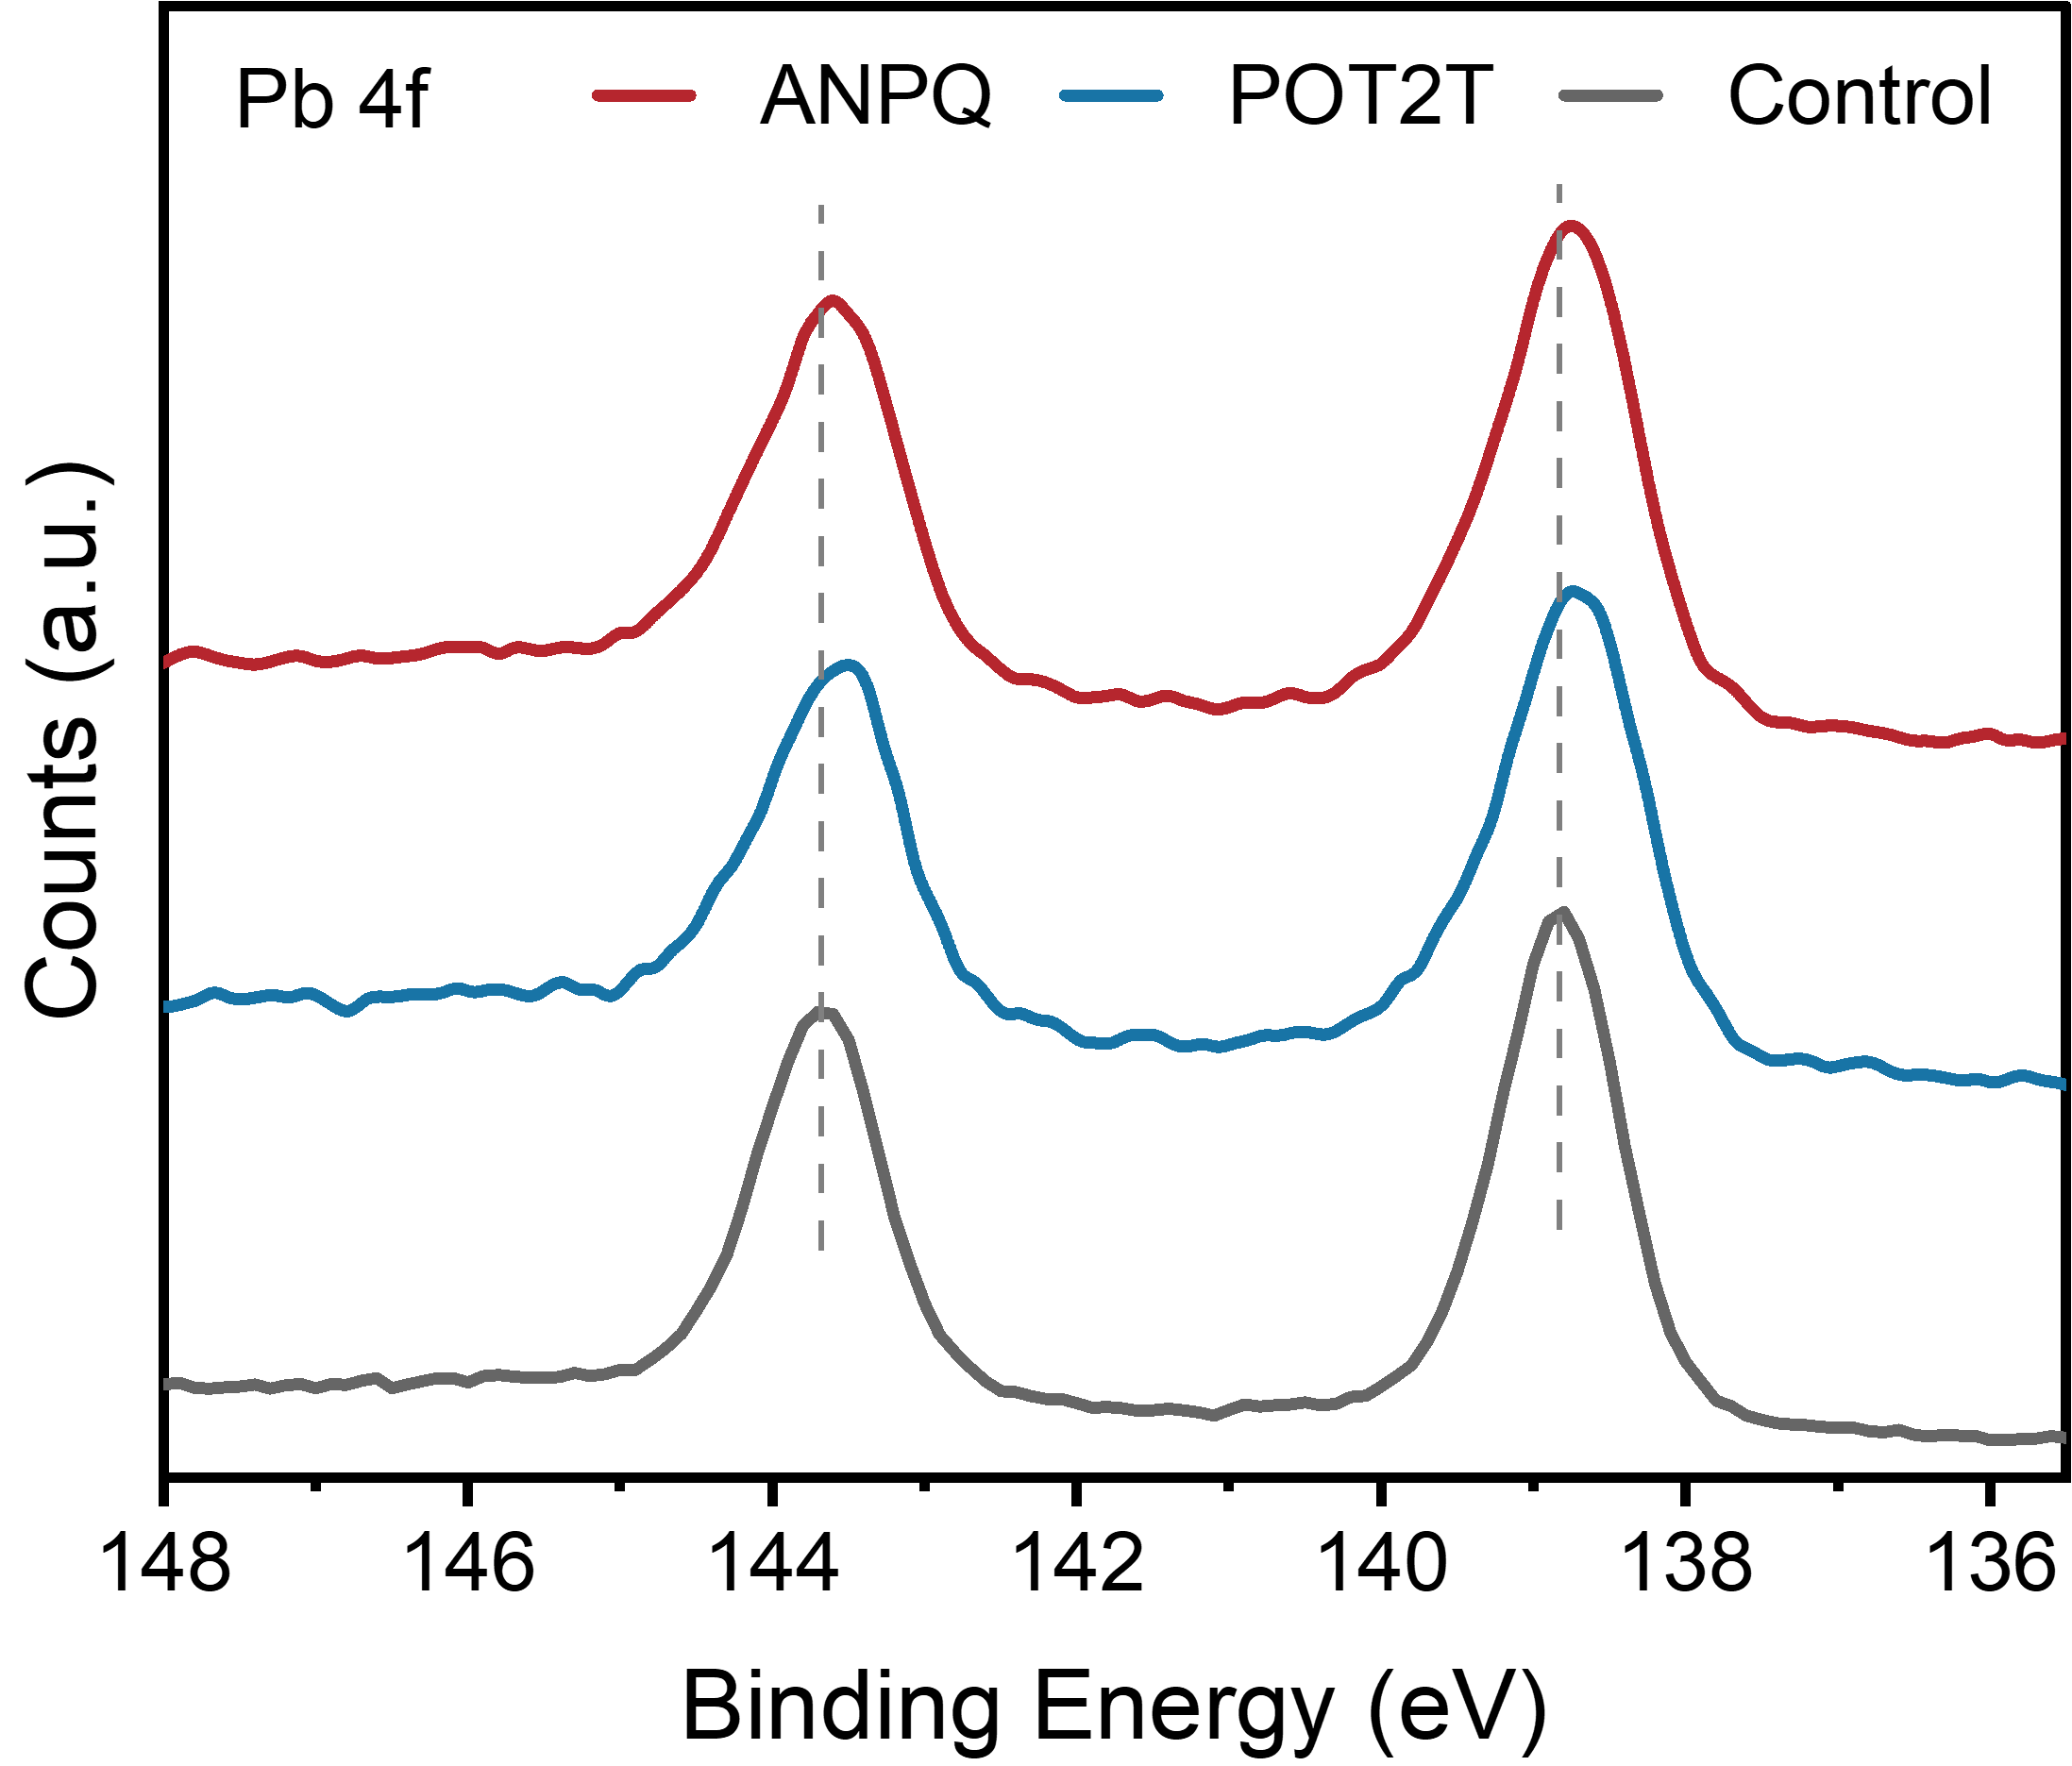 Pb 4f ANPQ POT2T Control
Counts (a.u.)
148 146 144 142 140 138 136
Binding Energy (eV)